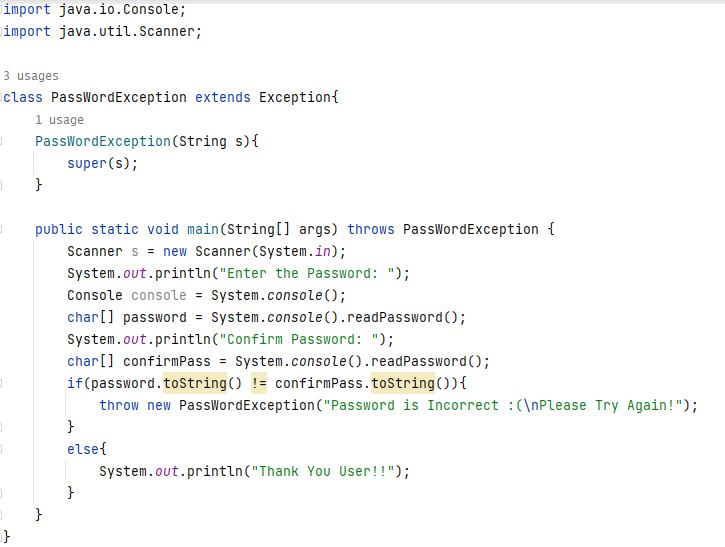 import java.io.Console;
import java.util.Scanner;
3 usages
class PassWordException extends Exception{
1 usage
PassWordException(String s){
super(s);
}
public static void main(String[] args) throws PassWordException {
Scanner s = new Scanner(System.in);
System.out.println("Enter the Password: ");
Console console = System.console();
char[] password = System.console().readPassword();
System.out.println("Confirm Password: ");
char[] confirmPass = System.console().readPassword();
if(password.toString() != confirmPass.toString()){
throw new PassWordException("Password is Incorrect :(\nPlease Try Again!");
}
else{
System.out.println("Thank You User!!");
}
}
}